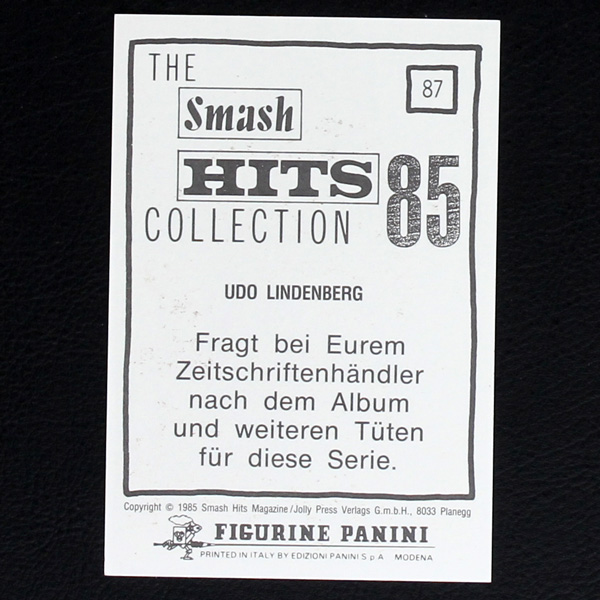 THE
87
Smash
HITS
85
COLLECTION
UDO LINDENBERG
Fragt bei Eurem
Zeitschriftenhändler
nach dem Album
und weiteren Tüten
für diese Serie.
Copyright © 1985 Smash Hits Magazine/Jolly Press Verlags G.m.b.H., 8033 Planegg
FIGURINE PANINI
PRINTED IN ITALY BY EDIZIONI PANINI S.p.A. MODENA